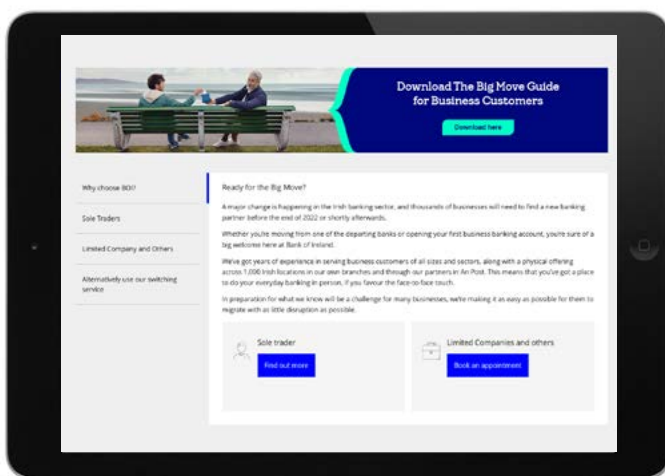 Download The Big Move Guide
for Business Customers
Download here
Why choose BOI?
Sole Traders
Limited Company and Others
Alternatively use our switching
service
Ready for the Big Move?
A major change is happening in the Irish banking sector, and thousands of businesses will need to find a new banking
partner before the end of 2022 or shortly afterwards.
Whether you're moving from one of the departing banks or opening your first business banking account, you're sure of a
big welcome here at Bank of Ireland.
We've got years of experience in serving business customers of all sizes and sectors, along with a physical offering
across 1,000 Irish locations in our own branches and through our partners in An Post. This means that you've got a place
to do your everyday banking in person, if you favour the face-to-face touch.
In preparation for what we know will be a challenge for many businesses, we're making it as easy as possible for them to
migrate with as little disruption as possible.
Sole trader
Find out more
Limited Companies and others
Book an appointment